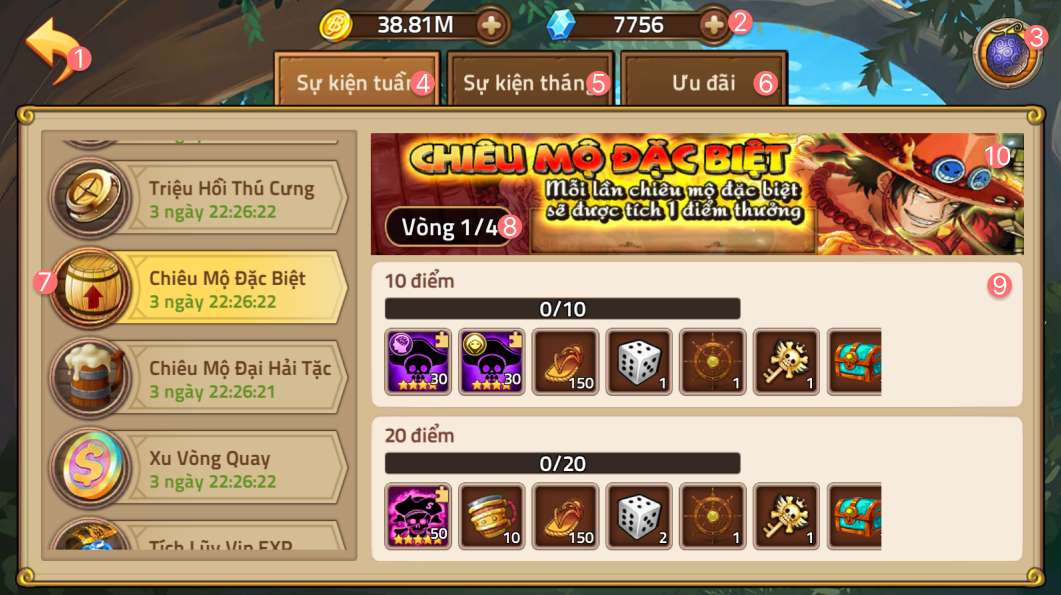 38.81M
7756
2
3
1
Sự kiện tuần 4
Sự kiện tháng 5
Ưu đãi 6
Triệu Hồi Thú Cưng
3 ngày 22:26:22
7
Chiêu Mộ Đặc Biệt
3 ngày 22:26:22
Chiêu Mộ Đại Hải Tặc
3 ngày 22:26:21
Xu Vòng Quay
3 ngày 22:26:22
Tích Lũy Vip EXP
CHIÊU MỘ ĐẶC BIỆT
10
Mỗi lần chiêu mộ đặc biệt
sẽ được tích 1 điểm thưởng
Vòng 1/4 8
10 điểm
9
0/10
30 30 150 1 1 1
20 điểm
0/20
50 10 150 2 1 1